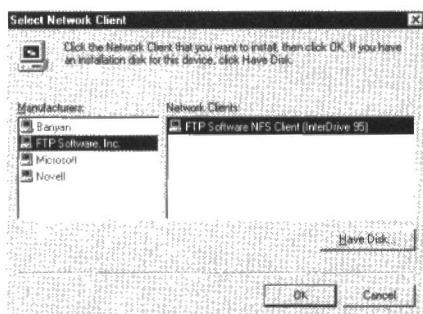 Select Network Client
Click the Network Client that you want to install, then click OK. If you have
an installation disk for this device, click Have Disk.
Manufacturers:
Banyan
FTP Software, Inc.
Microsoft
Novell
Network Clients:
FTP Software NFS Client (InterDrive 95)
Have Disk...
OK
Cancel